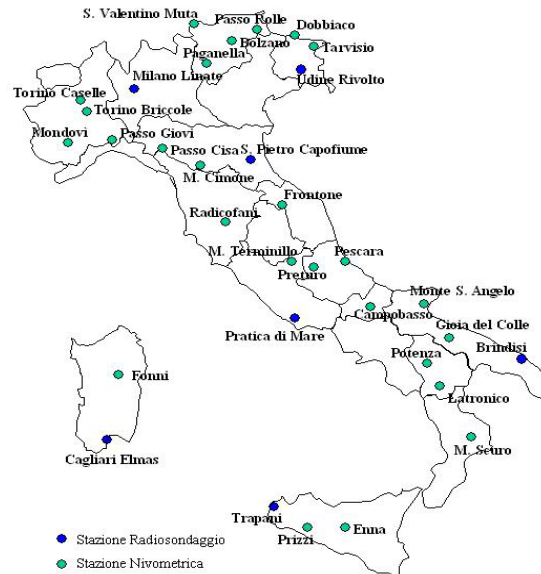 S. Valentino Muta
Passo Rolle
Dobbiaco
Bolzano
Tarvisio
Paganella
Milano Linate
Udine Rivolto
Torino Caselle
Torino Briccole
Mondovi
Passo Giovi
Passo Cisa
S. Pietro Capofiume
M. Cimone
Frontone
Radicofani
M. Terminillo
Pescara
Preturo
Monte S. Angelo
Campobasso
Gioia del Colle
Pratica di Mare
Potenza
Brindisi
Fonni
Latronico
M. Scuro
Cagliari Elmas
Trapani
Prizzi
Enna
Stazione Radiosondaggio
Stazione Nivometrica